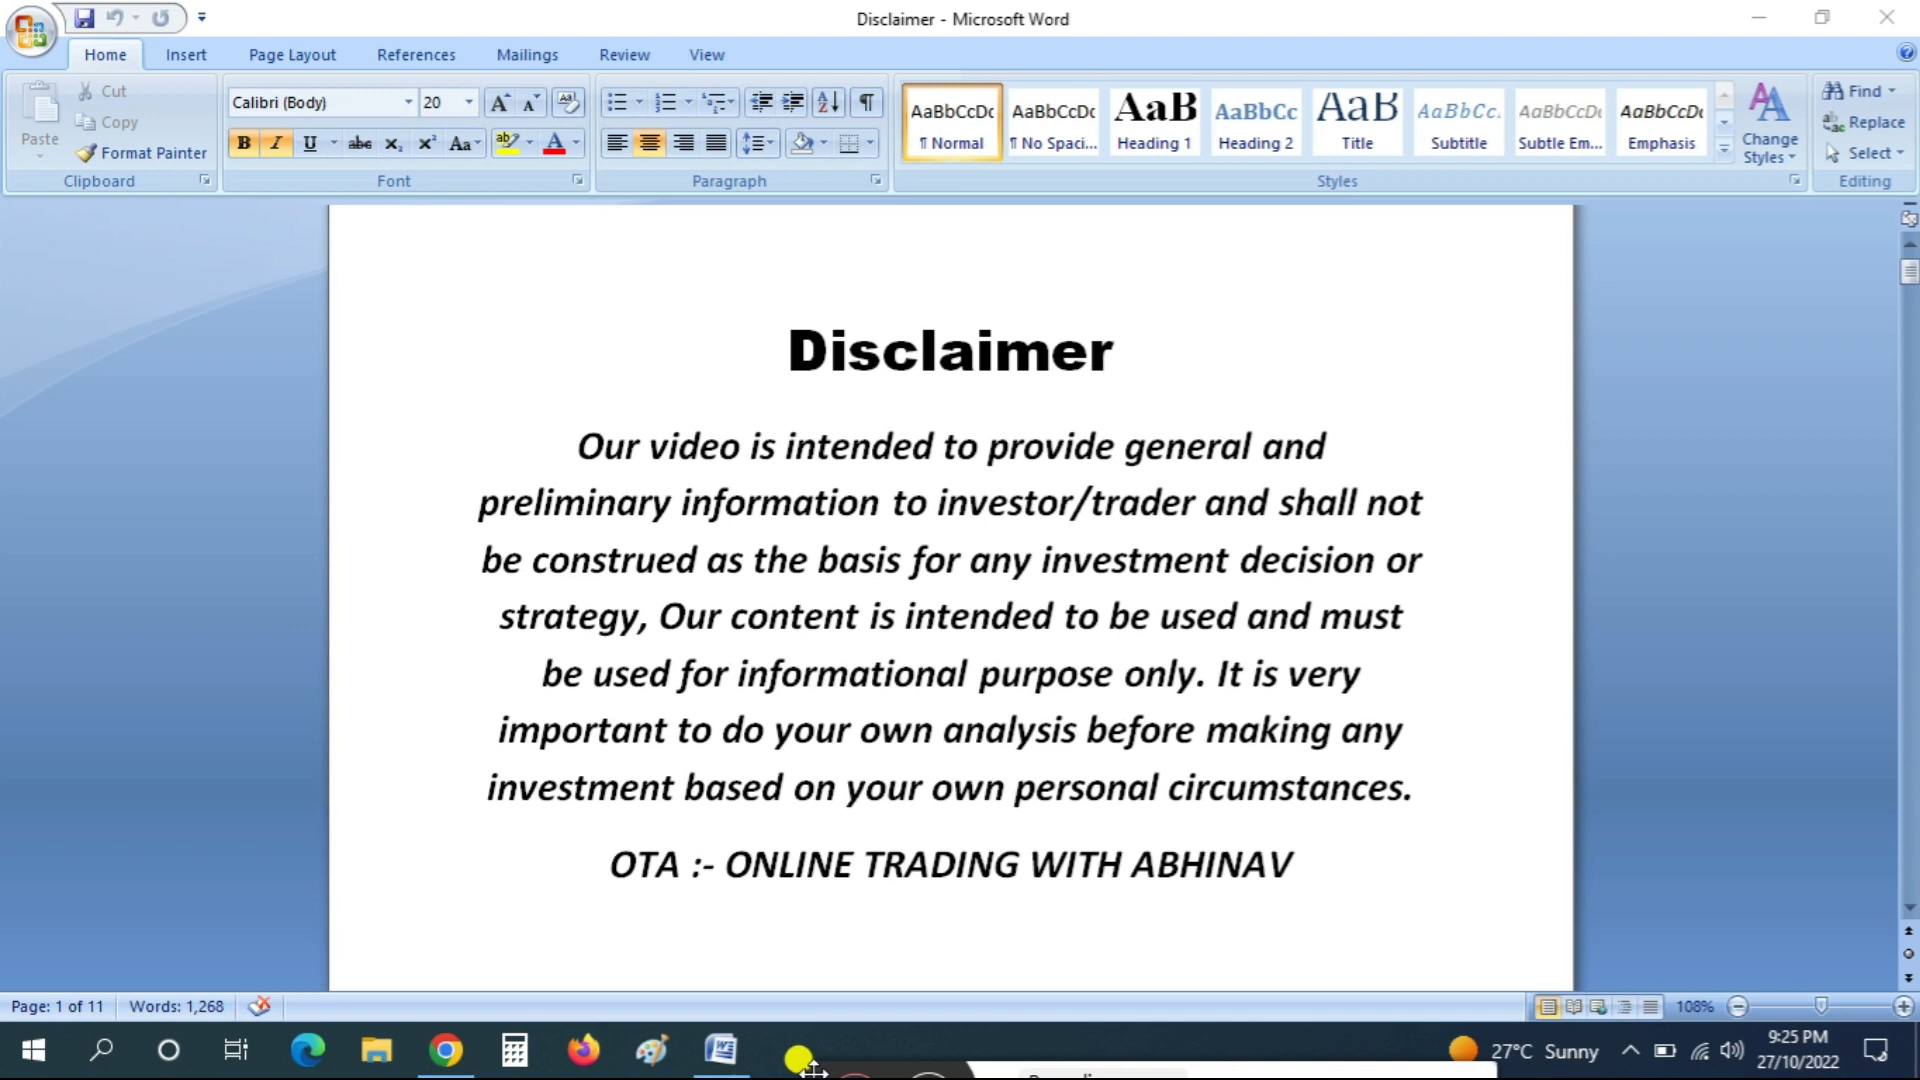 Disclaimer - Microsoft Word
Home Insert Page Layout References Mailings Review View
Paste
Cut
Copy
Format Painter
Clipboard
Calibri (Body) 20
Font
Paragraph
AaBbCcDc AaBbCcDc AaB AaBbCc AaB AaBbCc. AaBbCcDc AaBbCcDc
¶ Normal ¶ No Spaci... Heading 1 Heading 2 Title Subtitle Subtle Em... Emphasis
Change Styles
Styles
Find
Replace
Select
Editing
Disclaimer
Our video is intended to provide general and
preliminary information to investor/trader and shall not
be construed as the basis for any investment decision or
strategy, Our content is intended to be used and must
be used for informational purpose only. It is very
important to do your own analysis before making any
investment based on your own personal circumstances.
OTA :- ONLINE TRADING WITH ABHINAV
Page: 1 of 11 Words: 1,268 108%
27°C Sunny
9:25 PM
27/10/2022